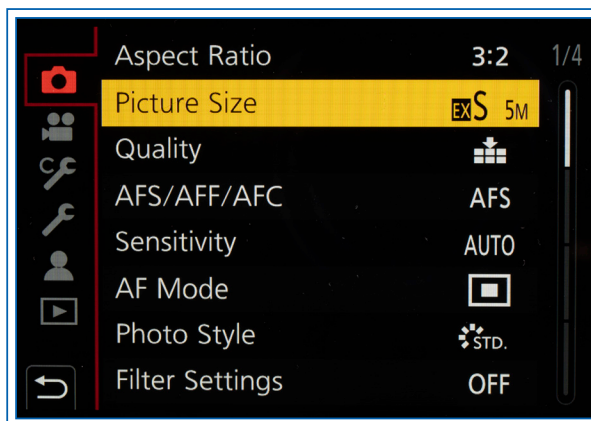 Aspect Ratio 3:2 1/4
Picture Size EX S 5M
Quality
AFS/AFF/AFC AFS
C
Sensitivity AUTO
AF Mode
Photo Style STD.
Filter Settings OFF